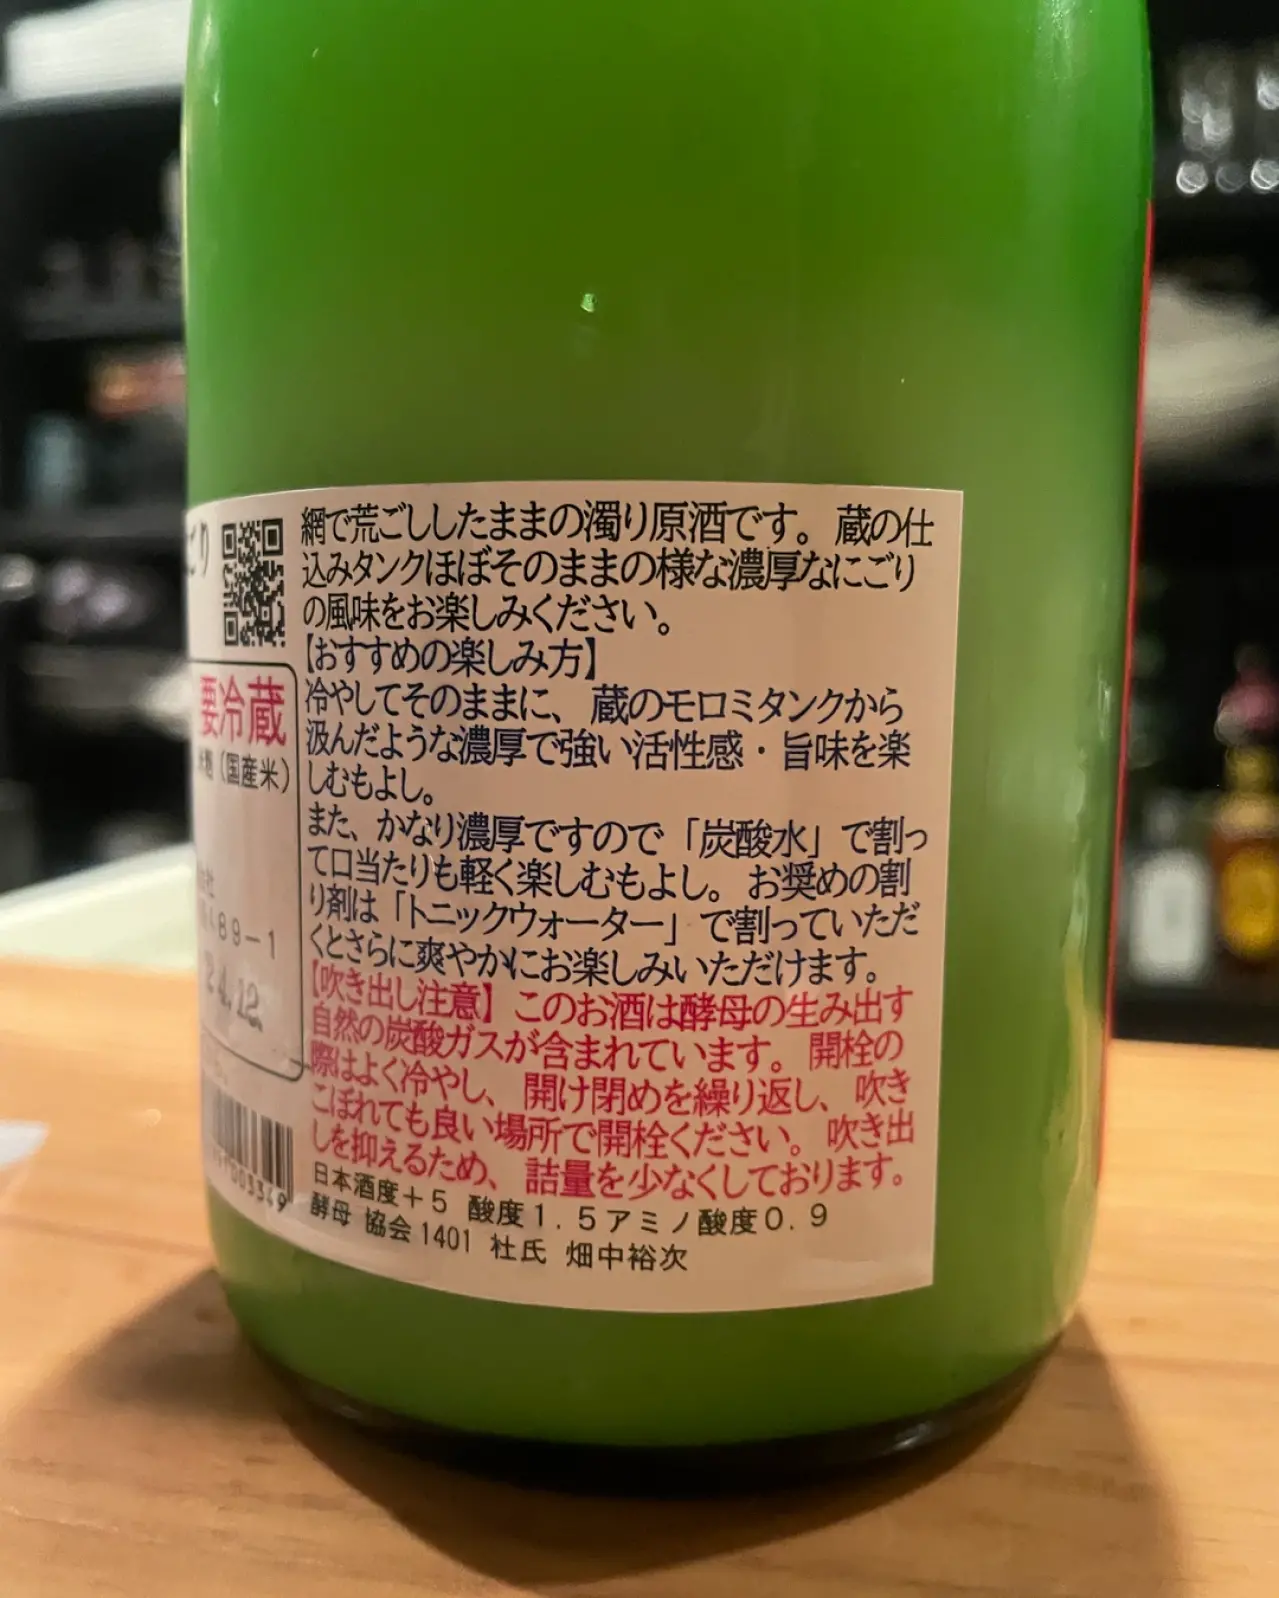 ごり
要冷蔵
麹（国産米）
89-1
24.12
003349
網で荒ごししたままの濁り原酒です。蔵の仕
込みタンクほぼそのままの様な濃厚なにごり
の風味をお楽しみください。
【おすすめの楽しみ方】
冷やしてそのままに、蔵のモロミタンクから
汲んだような濃厚で強い活性感・旨味を楽
しむもよし。
また、かなり濃厚ですので「炭酸水」で割っ
て口当たりも軽く楽しむもよし。お奨めの割
り剤は「トニックウォーター」で割っていただ
くとさらに爽やかにお楽しみいただけます。
【吹き出し注意】このお酒は酵母の生み出す
自然の炭酸ガスが含まれています。開栓の
際はよく冷やし、開け閉めを繰り返し、吹き
こぼれても良い場所で開栓ください。吹き出
しを抑えるため、詰量を少なくしております。
日本酒度＋5 酸度1.5アミノ酸度0.9
酵母 協会1401 杜氏 畑中裕次